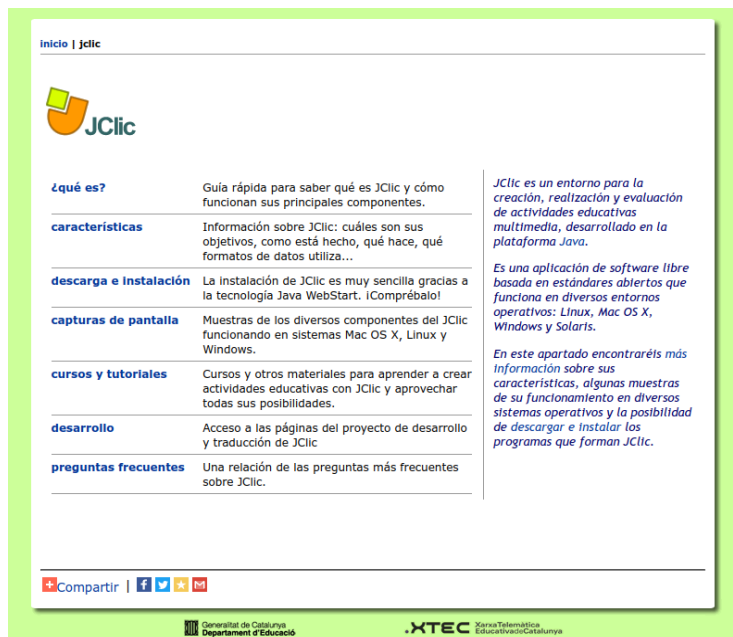 inicio | jclic
JClic
¿qué es?
Guía rápida para saber qué es JClic y cómo
funcionan sus principales componentes.
características
Información sobre JClic: cuáles son sus
objetivos, como está hecho, qué hace, qué
formatos de datos utiliza...
descarga e instalación
La instalación de JClic es muy sencilla gracias a
la tecnología Java WebStart. ¡Comprébalo!
capturas de pantalla
Muestras de los diversos componentes del JClic
funcionando en sistemas Mac OS X, Linux y
Windows.
cursos y tutoriales
Cursos y otros materiales para aprender a crear
actividades educativas con JClic y aprovechar
todas sus posibilidades.
desarrollo
Acceso a las páginas del proyecto de desarrollo
y traducción de JClic
preguntas frecuentes
Una relación de las preguntas más frecuentes
sobre JClic.
JClic es un entorno para la
creación, realización y evaluación
de actividades educativas
multimedia, desarrollado en la
plataforma Java.
Es una aplicación de software libre
basada en estándares abiertos que
funciona en diversos entornos
operativos: Linux, Mac OS X,
Windows y Solaris.
En este apartado encontraréis más
información sobre sus
características, algunas muestras
de su funcionamiento en diversos
sistemas operativos y la posibilidad
de descargar e instalar los
programas que forman JClic.
Compartir |
Generalitat de Catalunya
Departament d'Educació
.XTEC
XarxaTelemàtica
EducativadeCatalunya